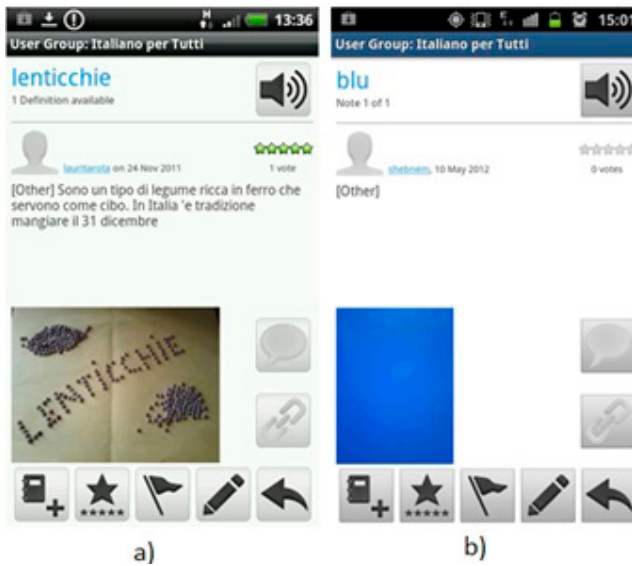 13:36
User Group: Italiano per Tutti
lenticchie
1 Definition available
lauritarota on 24 Nov 2011
1 vote
[Other] Sono un tipo di legume ricca in ferro che
servono come cibo. In Italia 'e tradizione
mangiare il 31 dicembre
LENTICCHIE
a)
15:01
User Group: Italiano per Tutti
blu
Note 1 of 1
shebnem, 10 May 2012
0 votes
[Other]
b)